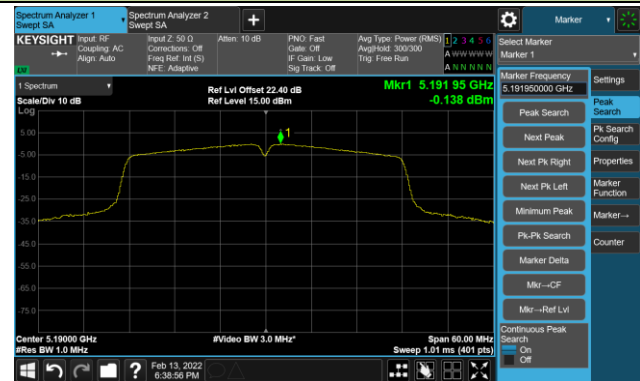 Spectrum Analyzer 1
Swept SA
Spectrum Analyzer 2
Swept SA
+
Marker
KEYSIGHT
Input: RF
Coupling: AC
Align: Auto
Input Z: 50 Ω
Corrections: Off
Freq Ref: Int (S)
NFE: Adaptive
Atten: 10 dB
PNO: Fast
Gate: Off
IF Gain: Low
Sig Track: Off
Avg Type: Power (RMS)
Avg|Hold: 300/300
Trig: Free Run
1 2 3 4 5 6
A W W W W W
A N N N N N
Select Marker
Marker 1
1 Spectrum
Scale/Div 10 dB
Log
Ref Lvl Offset 22.40 dB
Ref Level 15.00 dBm
Mkr1 5.191 95 GHz
-0.138 dBm
1
5.00
-5.00
-15.0
-25.0
-35.0
-45.0
-55.0
-65.0
-75.0
Center 5.19000 GHz
#Res BW 1.0 MHz
#Video BW 3.0 MHz*
Span 60.00 MHz
Sweep 1.01 ms (401 pts)
Marker Frequency
5.191950000 GHz
Peak Search
Next Peak
Next Pk Right
Next Pk Left
Minimum Peak
Pk-Pk Search
Marker Delta
Mkr→CF
Mkr→Ref Lvl
Continuous Peak
Search
On
Off
Settings
Peak
Search
Pk Search
Config
Properties
Marker
Function
Marker→
Counter
?
Feb 13, 2022
6:38:56 PM